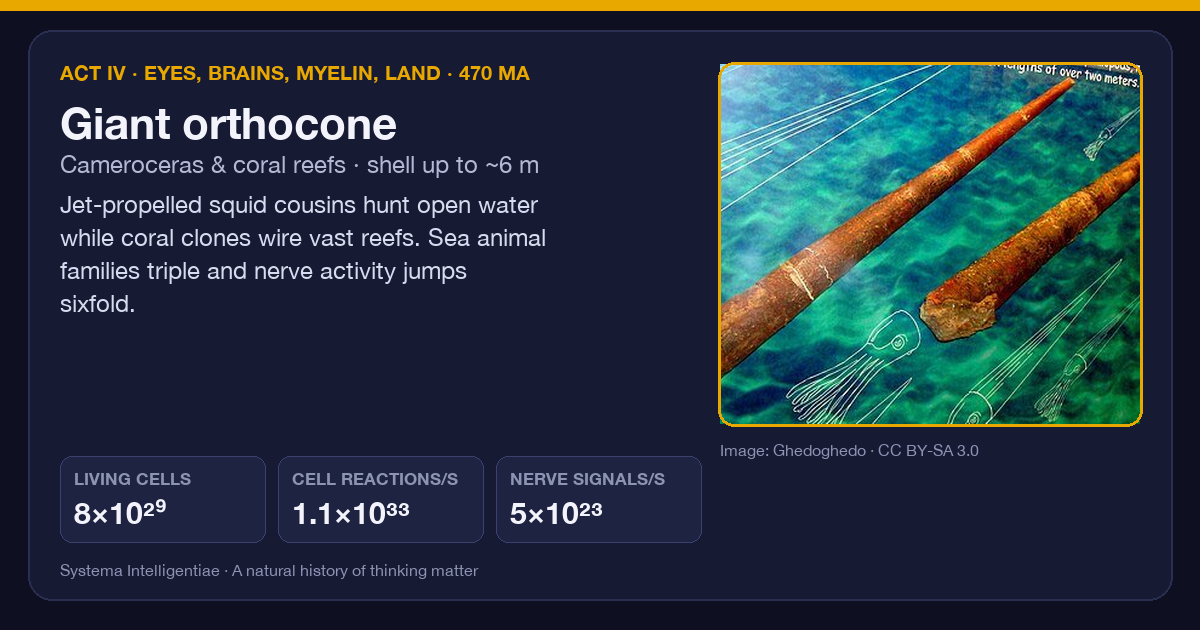 ACT IV · EYES, BRAINS, MYELIN, LAND · 470 MA
Giant orthocone
Cameroceras & coral reefs · shell up to ~6 m
Jet-propelled squid cousins hunt open water
while coral clones wire vast reefs. Sea animal
families triple and nerve activity jumps
sixfold.
of over two meters.
Image: Ghedoghedo · CC BY-SA 3.0
LIVING CELLS
8×10²⁹
CELL REACTIONS/S
1.1×10³³
NERVE SIGNALS/S
5×10²³
Systema Intelligentiae · A natural history of thinking matter